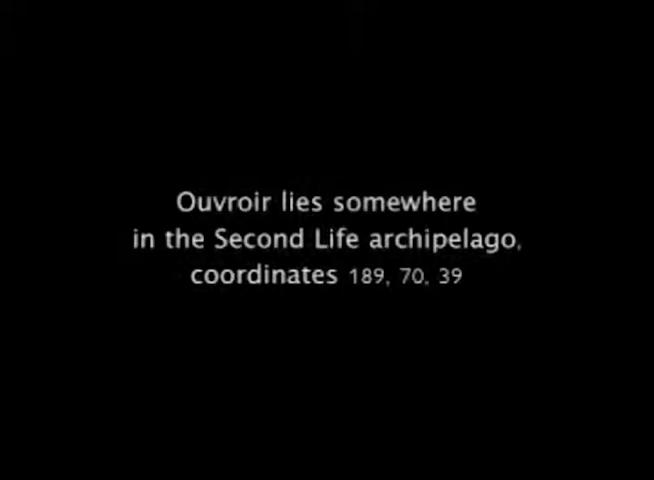 Ouvroir lies somewhere
in the Second Life archipelago,
coordinates 189, 70, 39